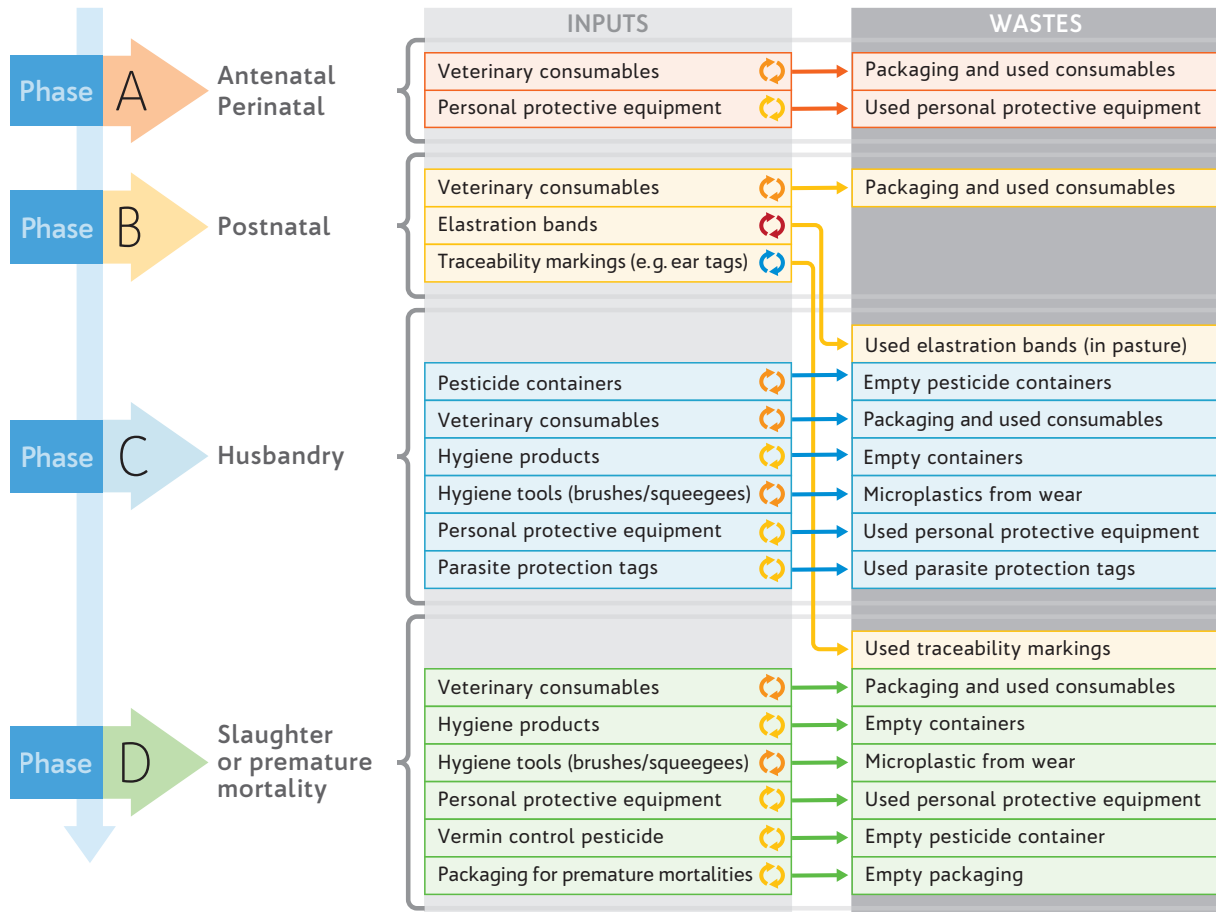 INPUTS
WASTES
Phase A
Antenatal
Perinatal
Veterinary consumables
Packaging and used consumables
Personal protective equipment
Used personal protective equipment
Phase B
Postnatal
Veterinary consumables
Packaging and used consumables
Elastration bands
Traceability markings (e.g. ear tags)
Used elastration bands (in pasture)
Phase C
Husbandry
Pesticide containers
Empty pesticide containers
Veterinary consumables
Packaging and used consumables
Hygiene products
Empty containers
Hygiene tools (brushes/squeegees)
Microplastics from wear
Personal protective equipment
Used personal protective equipment
Parasite protection tags
Used parasite protection tags
Used traceability markings
Phase D
Slaughter
or premature
mortality
Veterinary consumables
Packaging and used consumables
Hygiene products
Empty containers
Hygiene tools (brushes/squeegees)
Microplastic from wear
Personal protective equipment
Used personal protective equipment
Vermin control pesticide
Empty pesticide container
Packaging for premature mortalities
Empty packaging